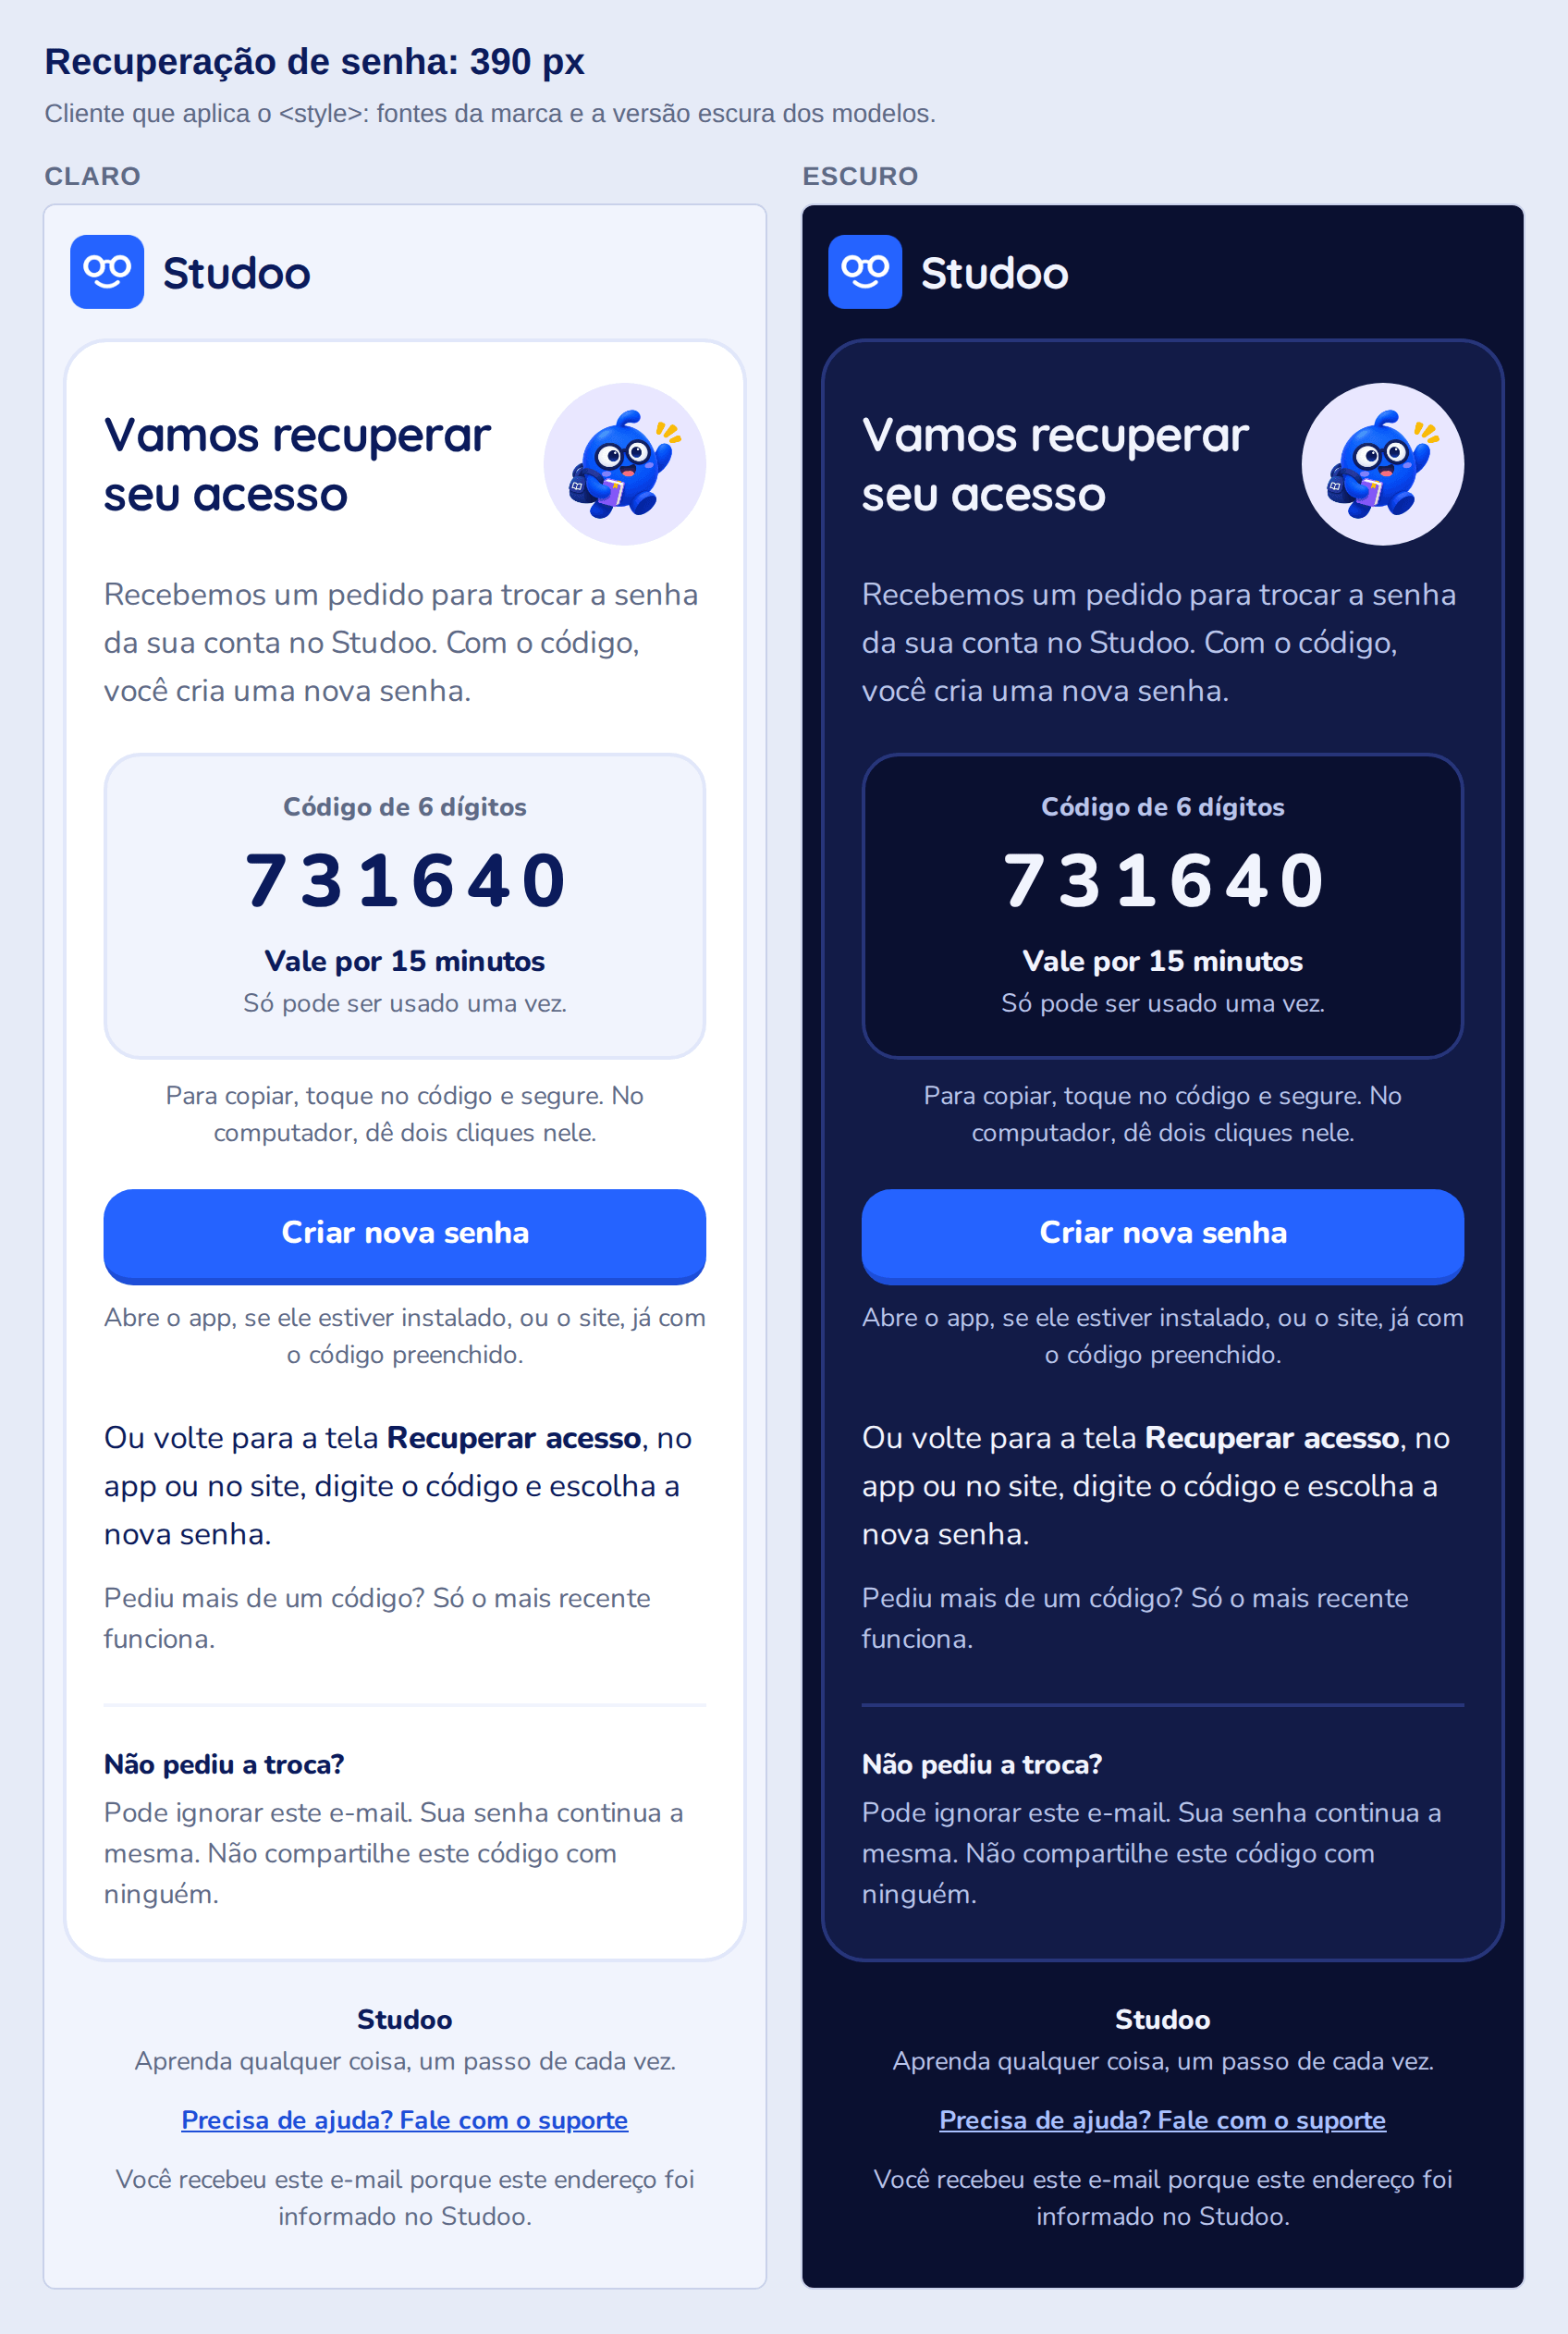 Recuperação de senha: 390 px
Cliente que aplica o <style>: fontes da marca e a versão escura dos modelos.
CLARO
Studoo
Vamos recuperar
seu acesso
Recebemos um pedido para trocar a senha
da sua conta no Studoo. Com o código,
você cria uma nova senha.
Código de 6 dígitos
731640
Vale por 15 minutos
Só pode ser usado uma vez.
Para copiar, toque no código e segure. No
computador, dê dois cliques nele.
Criar nova senha
Abre o app, se ele estiver instalado, ou o site, já com
o código preenchido.
Ou volte para a tela Recuperar acesso, no
app ou no site, digite o código e escolha a
nova senha.
Pediu mais de um código? Só o mais recente
funciona.
Não pediu a troca?
Pode ignorar este e-mail. Sua senha continua a
mesma. Não compartilhe este código com
ninguém.
Studoo
Aprenda qualquer coisa, um passo de cada vez.
Precisa de ajuda? Fale com o suporte
Você recebeu este e-mail porque este endereço foi
informado no Studoo.
ESCURO
Studoo
Vamos recuperar
seu acesso
Recebemos um pedido para trocar a senha
da sua conta no Studoo. Com o código,
você cria uma nova senha.
Código de 6 dígitos
731640
Vale por 15 minutos
Só pode ser usado uma vez.
Para copiar, toque no código e segure. No
computador, dê dois cliques nele.
Criar nova senha
Abre o app, se ele estiver instalado, ou o site, já com
o código preenchido.
Ou volte para a tela Recuperar acesso, no
app ou no site, digite o código e escolha a
nova senha.
Pediu mais de um código? Só o mais recente
funciona.
Não pediu a troca?
Pode ignorar este e-mail. Sua senha continua a
mesma. Não compartilhe este código com
ninguém.
Studoo
Aprenda qualquer coisa, um passo de cada vez.
Precisa de ajuda? Fale com o suporte
Você recebeu este e-mail porque este endereço foi
informado no Studoo.